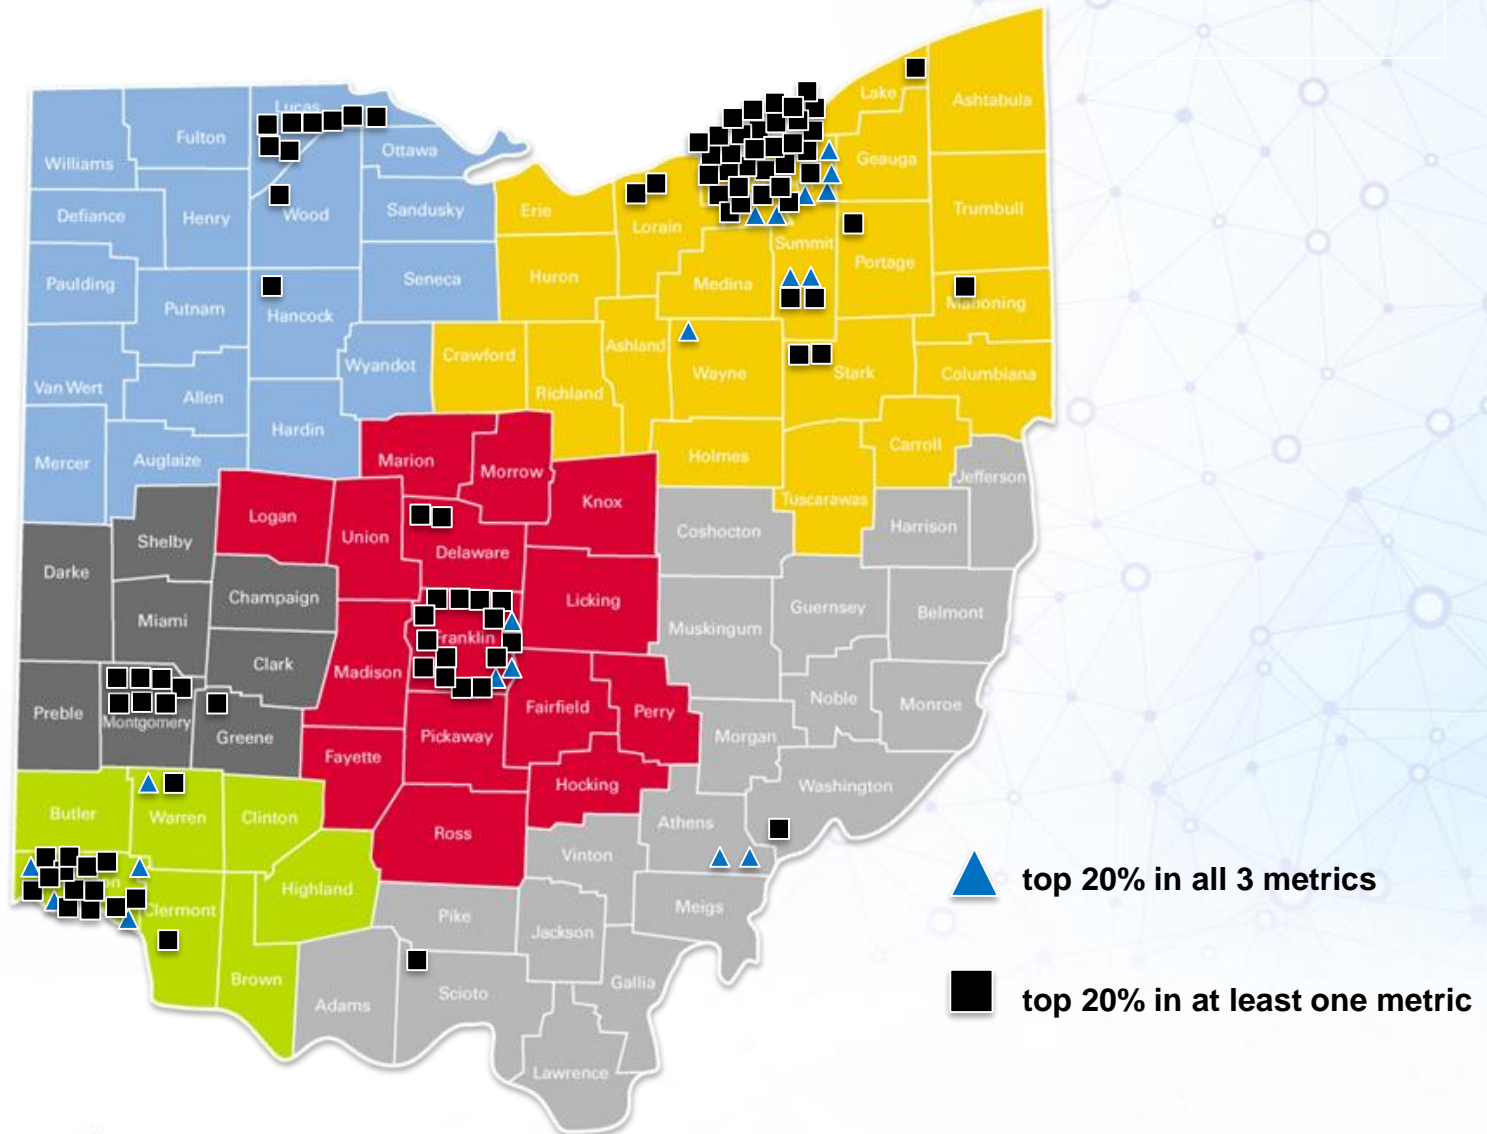 Lake
Ashtabula
Lucas
Fulton
Williams
Ottawa
Geauga
Defiance
Henry
Wood
Sandusky
Erie
Lorain
Trumbull
Summit
Portage
Paulding
Putnam
Hancock
Seneca
Huron
Medina
Mahoning
Van Wert
Allen
Wyandot
Crawford
Richland
Ashland
Wayne
Stark
Columbiana
Mercer
Auglaize
Hardin
Marion
Morrow
Holmes
Carroll
Jefferson
Logan
Union
Knox
Tuscarawas
Coshocton
Harrison
Shelby
Delaware
Darke
Champaign
Miami
Licking
Guernsey
Belmont
Muskingum
Franklin
Clark
Madison
Preble
Montgomery
Greene
Fairfield
Perry
Noble
Monroe
Pickaway
Morgan
Fayette
Hocking
Washington
Butler
Warren
Clinton
Ross
Athens
Vinton
Highland
Clermont
Pike
Jackson
Meigs
Brown
Adams
Scioto
Gallia
Lawrence
top 20% in all 3 metrics
top 20% in at least one metric